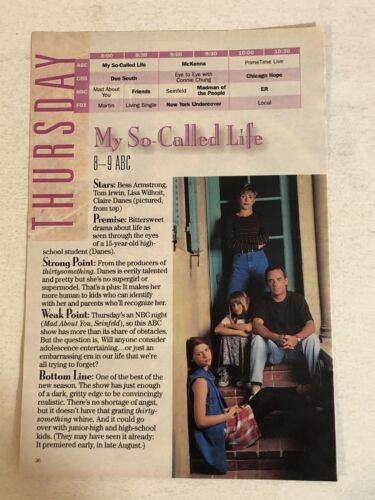 THURSDAY
8:00 8:30 9:00 9:30 10:00 10:30
ABC My So-Called Life McKenna PrimeTime Live
CBS Due South Eye to Eye with Connie Chung Chicago Hope
NBC Mad About You Friends Seinfeld Madman of the People ER
FOX Martin Living Single New York Undercover Local
My So-Called Life
8–9 ABC
Stars: Bess Armstrong,
Tom Irwin, Lisa Wilhoit,
Claire Danes (pictured,
from top)
Premise: Bittersweet
drama about life as
seen through the eyes
of a 15-year-old high-
school student (Danes).
Strong Point: From the producers of
thirtysomething. Danes is eerily talented
and pretty but she's no supergirl or
supermodel. That's a plus: It makes her
more human to kids who can identify
with her and parents who'll recognize her.
Weak Point: Thursday's an NBC night
(Mad About You, Seinfeld), so this ABC
show has more than its share of obstacles.
But the question is, Will anyone consider
adolescence entertaining...or just an
embarrassing era in our life that we're
all trying to forget?
Bottom Line: One of the best of the
new season. The show has just enough
of a dark, gritty edge to be convincingly
realistic. There's no shortage of angst,
but it doesn't have that grating thirty-
something whine. And it could go
over with junior-high and high-school
kids. (They may have seen it already:
It premiered early, in late August.)
36